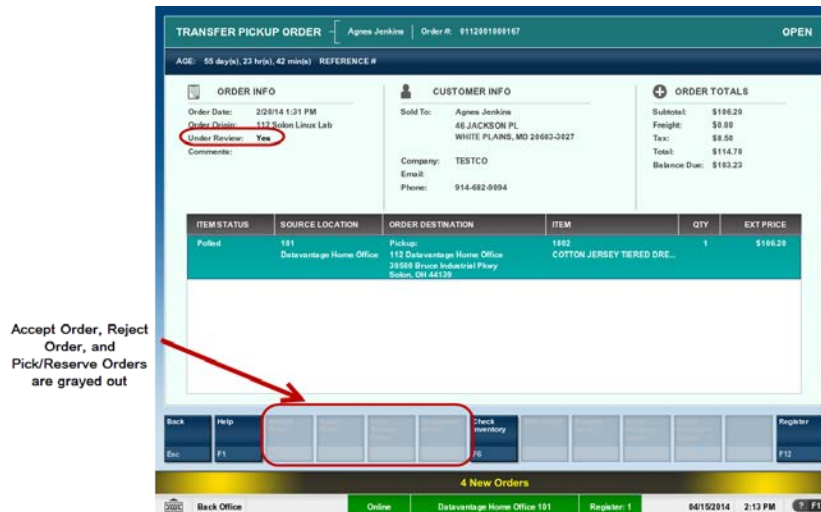 TRANSFER PICKUP ORDER Agnes Jenkins Order #: 0112001000167 OPEN
AGE: 55 day(s), 23 hr(s), 42 min(s) REFERENCE #
ORDER INFO
Order Date: 2/20/14 1:31 PM
Order Origin: 112 Solon Linux Lab
Under Review: Yes
Comments:
CUSTOMER INFO
Sold To: Agnes Jenkins
46 JACKSON PL
WHITE PLAINS, MD 20603-3027
Company: TESTCO
Email:
Phone: 914-682-9094
ORDER TOTALS
Subtotal: $106.20
Freight: $0.00
Tax: $8.50
Total: $114.70
Balance Due: $103.23
ITEM STATUS SOURCE LOCATION ORDER DESTINATION ITEM QTY EXT PRICE
Polled 101 Pickup: 1002 1 $106.20
Datavantage Home Office 112 Datavantage Home Office COTTON JERSEY TIERED DRE...
30500 Bruce Industrial Pkwy
Solon, OH 44139
Accept Order, Reject
Order, and
Pick/Reserve Orders
are grayed out
Back Help Check Inventory Register
Esc F1 F6 F12
4 New Orders
Back Office Online Datavantage Home Office 101 Register: 1 04/15/2014 2:13 PM ? F1